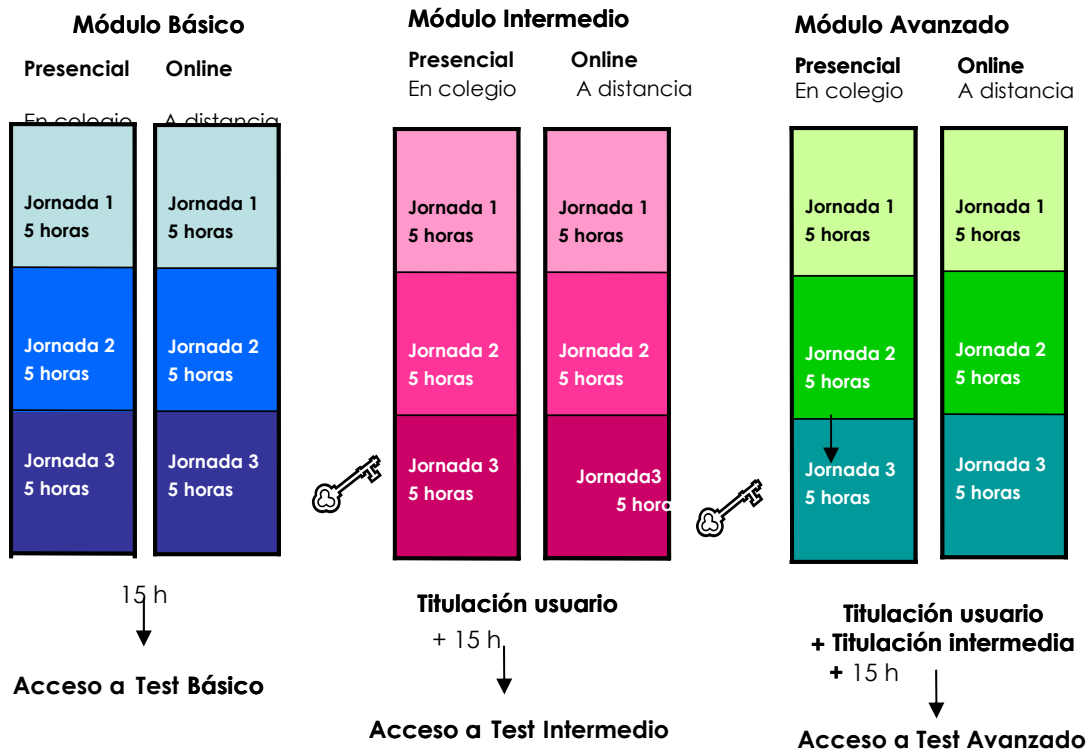 Módulo Básico
Presencial Online
En colegio A distancia
Jornada 1
5 horas
Jornada 2
5 horas
Jornada 3
5 horas
Jornada 1
5 horas
Jornada 2
5 horas
Jornada 3
5 horas
15 h
Acceso a Test Básico
Módulo Intermedio
Presencial Online
En colegio A distancia
Jornada 1
5 horas
Jornada 2
5 horas
Jornada 3
5 horas
Jornada 1
5 horas
Jornada 2
5 horas
Jornada3
5 hora
Titulación usuario
+ 15 h
Acceso a Test Intermedio
Módulo Avanzado
Presencial Online
En colegio A distancia
Jornada 1
5 horas
Jornada 2
5 horas
Jornada 3
5 horas
Jornada 1
5 horas
Jornada 2
5 horas
Jornada 3
5 horas
Titulación usuario
+ Titulación intermedia
+ 15 h
Acceso a Test Avanzado